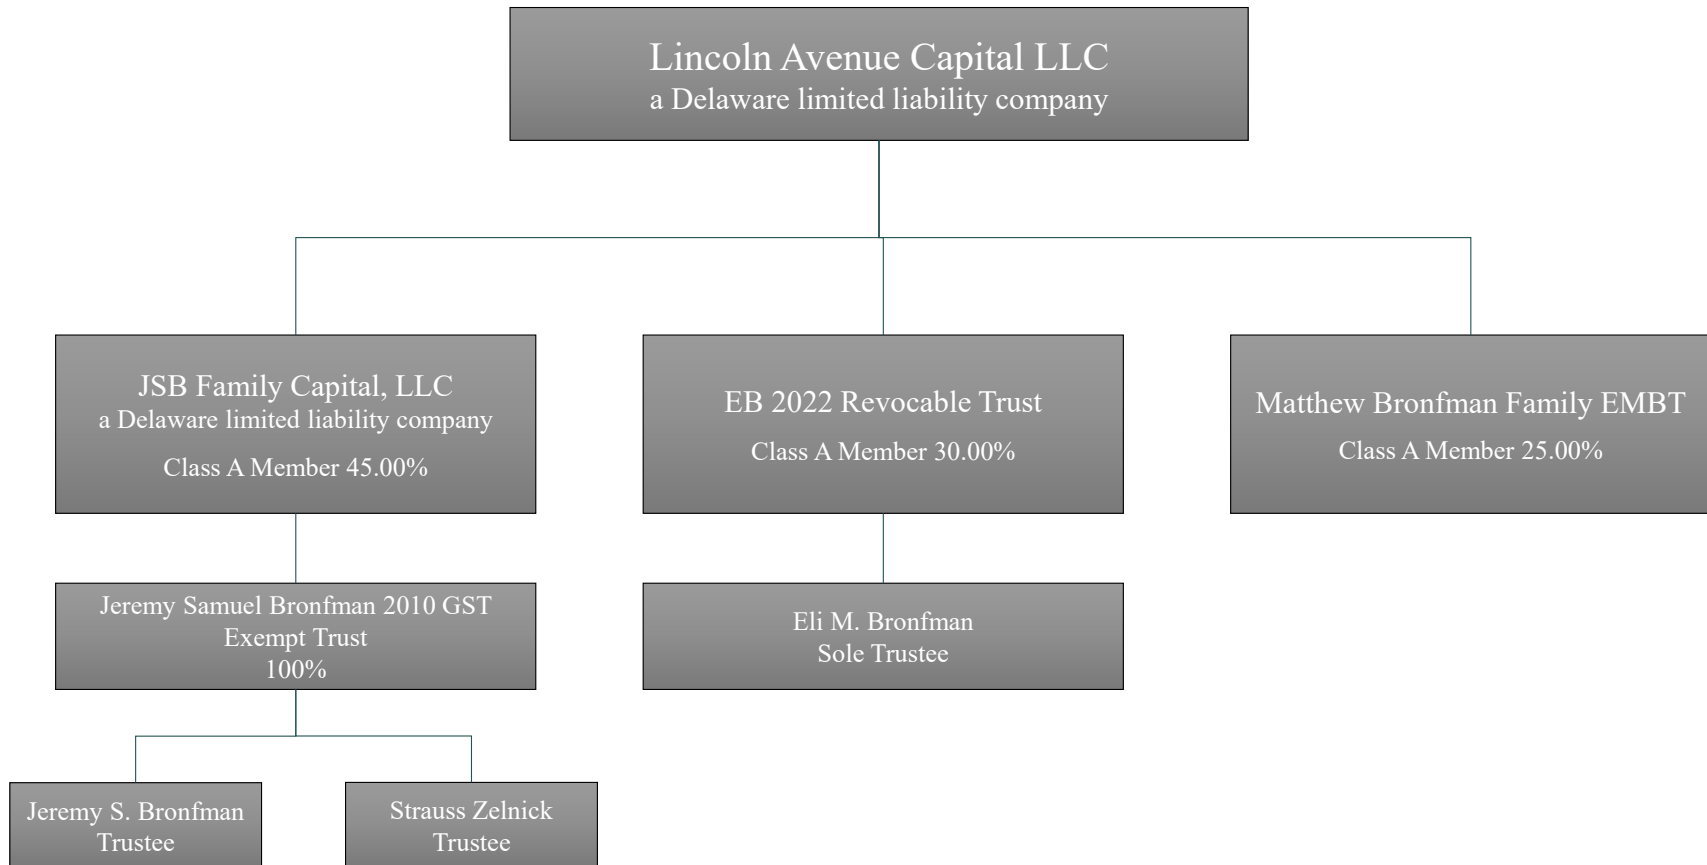 Lincoln Avenue Capital LLC
a Delaware limited liability company
JSB Family Capital, LLC
a Delaware limited liability company
Class A Member 45.00%
EB 2022 Revocable Trust
Class A Member 30.00%
Matthew Bronfman Family EMBT
Class A Member 25.00%
Jeremy Samuel Bronfman 2010 GST
Exempt Trust
100%
Eli M. Bronfman
Sole Trustee
Jeremy S. Bronfman
Trustee
Strauss Zelnick
Trustee